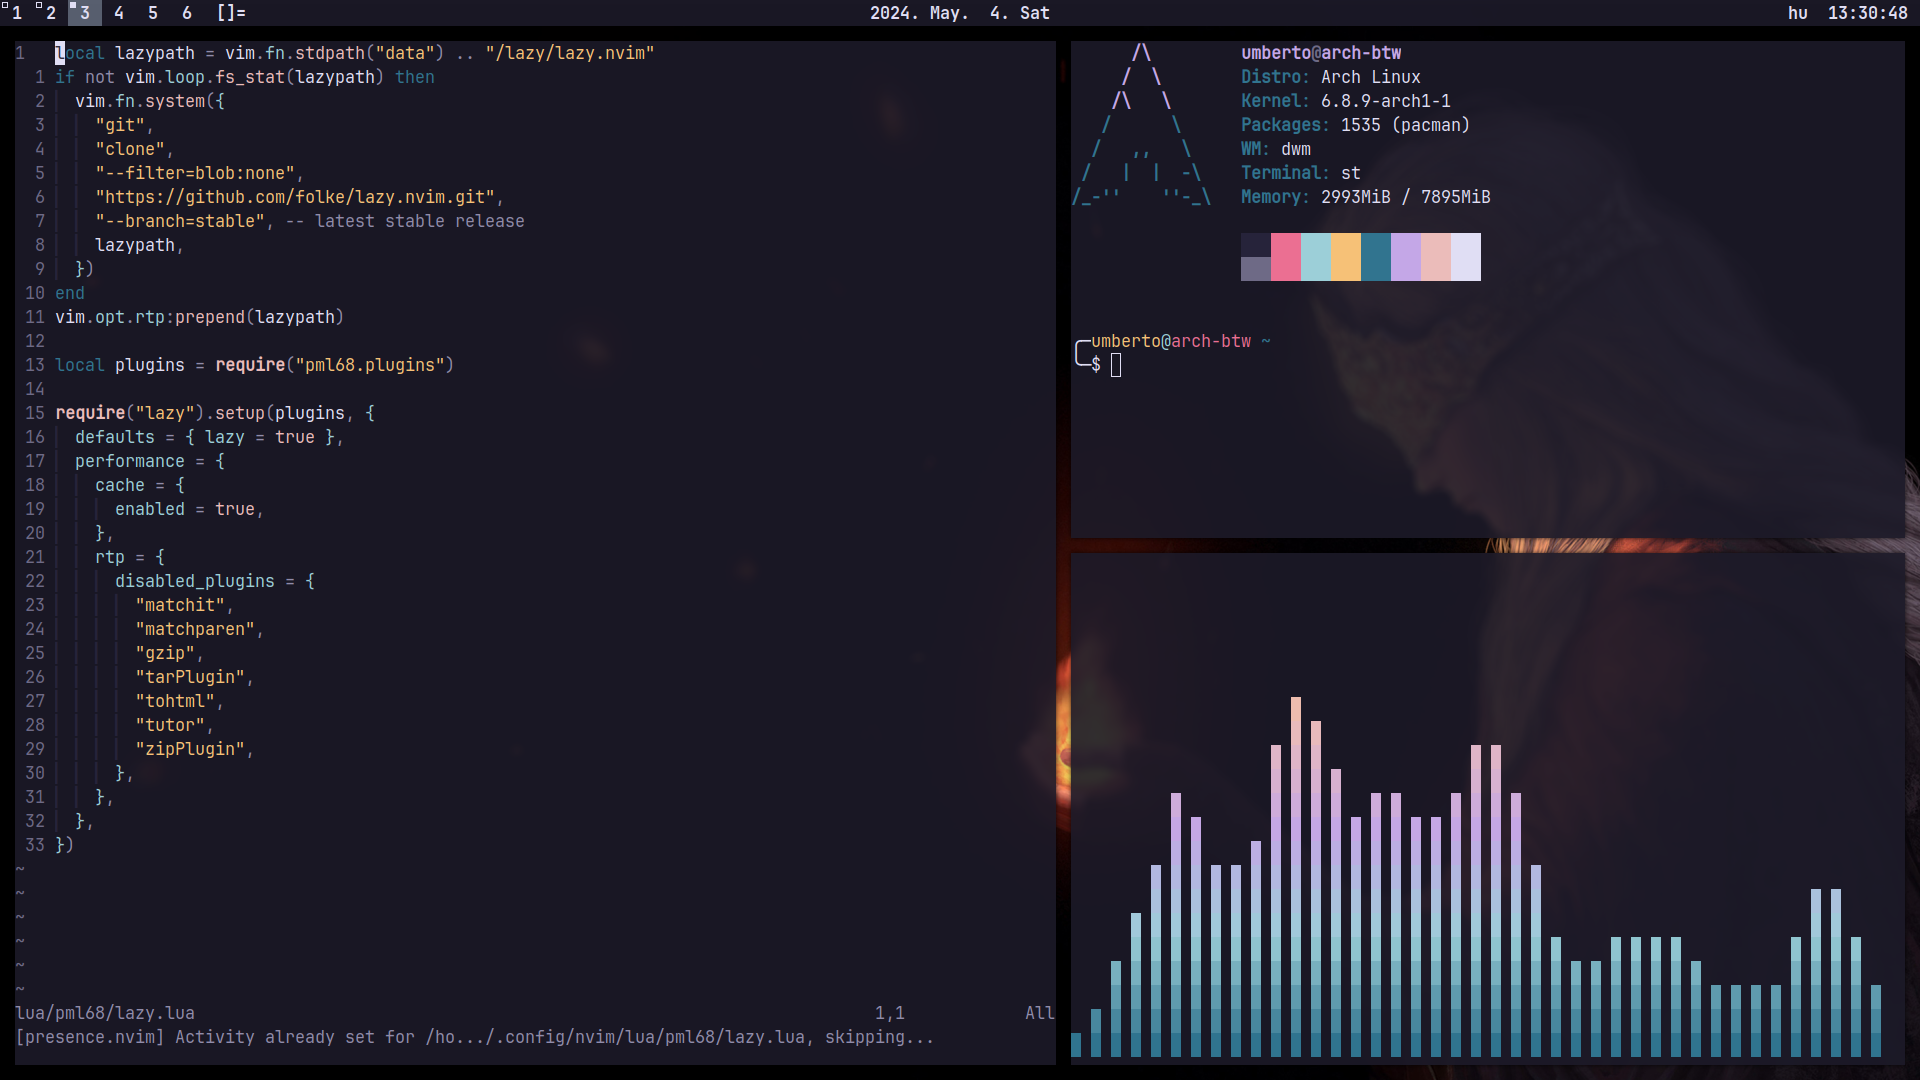 1 2 3 4 5 6 []=
2024. May.  4. Sat
hu  13:30:48
1   local lazypath = vim.fn.stdpath("data") .. "/lazy/lazy.nvim"
  1 if not vim.loop.fs_stat(lazypath) then
  2   vim.fn.system({
  3     "git",
  4     "clone",
  5     "--filter=blob:none",
  6     "https://github.com/folke/lazy.nvim.git",
  7     "--branch=stable", -- latest stable release
  8     lazypath,
  9   })
 10 end
 11 vim.opt.rtp:prepend(lazypath)
 12
 13 local plugins = require("pml68.plugins")
 14
 15 require("lazy").setup(plugins, {
 16   defaults = { lazy = true },
 17   performance = {
 18     cache = {
 19       enabled = true,
 20     },
 21     rtp = {
 22       disabled_plugins = {
 23         "matchit",
 24         "matchparen",
 25         "gzip",
 26         "tarPlugin",
 27         "tohtml",
 28         "tutor",
 29         "zipPlugin",
 30       },
 31     },
 32   },
 33 })
~
~
~
~
~
~
lua/pml68/lazy.lua 1,1 All
[presence.nvim] Activity already set for /ho.../.config/nvim/lua/pml68/lazy.lua, skipping...
      /\         umberto@arch-btw
     /  \        Distro: Arch Linux
    /\   \       Kernel: 6.8.9-arch1-1
   /      \      Packages: 1535 (pacman)
  /   ,,   \     WM: dwm
 /   |  |  -\    Terminal: st
/_-''    ''-_\   Memory: 2993MiB / 7895MiB
╭─umberto@arch-btw ~
╰─$